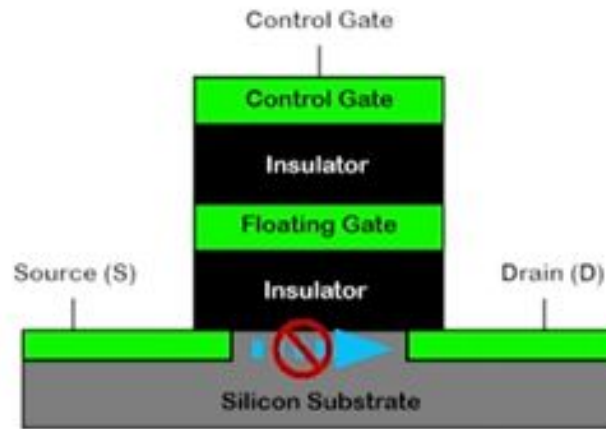 Control Gate
Control Gate
Insulator
Floating Gate
Source (S)
Drain (D)
Insulator
Silicon Substrate